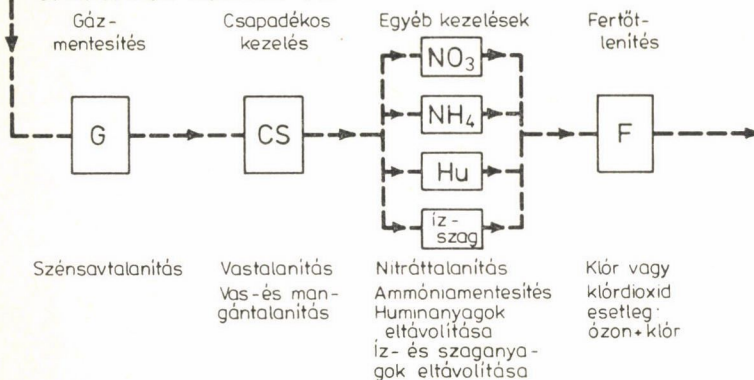 Gáz-
mentesítés
Csapadékos
kezelés
Egyéb kezelések
Fertőt-
lenítés
G
CS
NO₃
NH₄
Hu
íz-
szag
F
Szénsavtalanítás
Vastalanítás
Vas-és man-
gántalanítás
Nitráttalanítás
Ammóniamentesítés
Huminanyagok
eltávolítása
Íz- és szaganya-
gok eltávolítása
Klór vagy
klórdioxid
esetleg:
ózon+klór